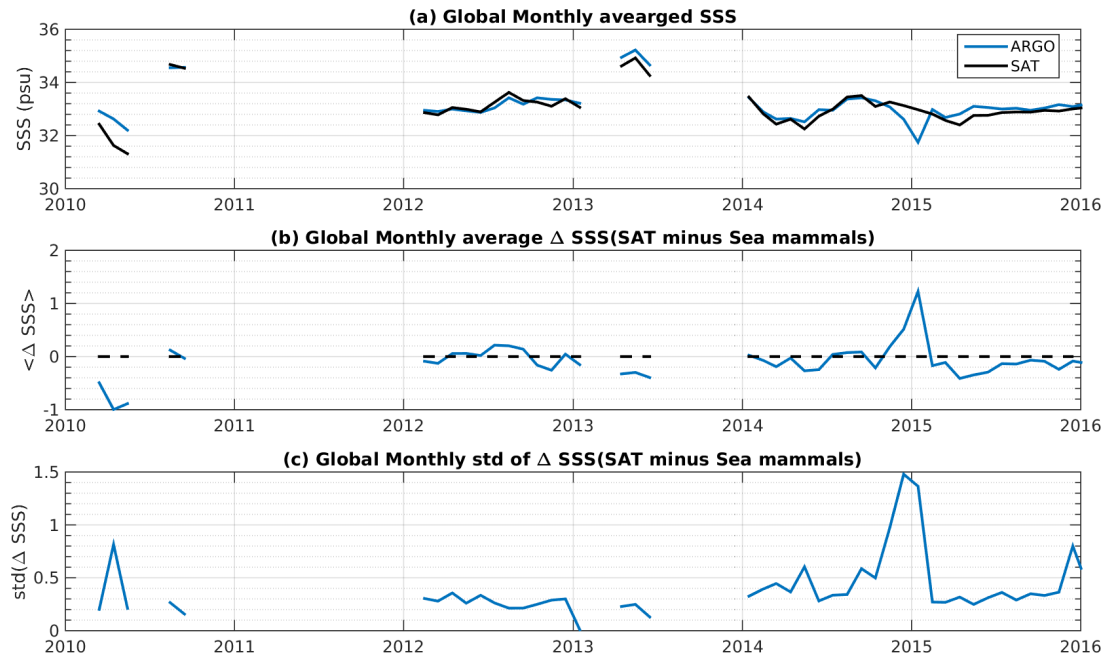 (a) Global Monthly avearged SSS
SSS (psu)
36
34
32
30
ARGO
SAT
2010 2011 2012 2013 2014 2015 2016
(b) Global Monthly average Δ SSS(SAT minus Sea mammals)
<Δ SSS>
2
1
0
-1
2010 2011 2012 2013 2014 2015 2016
(c) Global Monthly std of Δ SSS(SAT minus Sea mammals)
std(Δ SSS)
1.5
1
0.5
0
2010 2011 2012 2013 2014 2015 2016